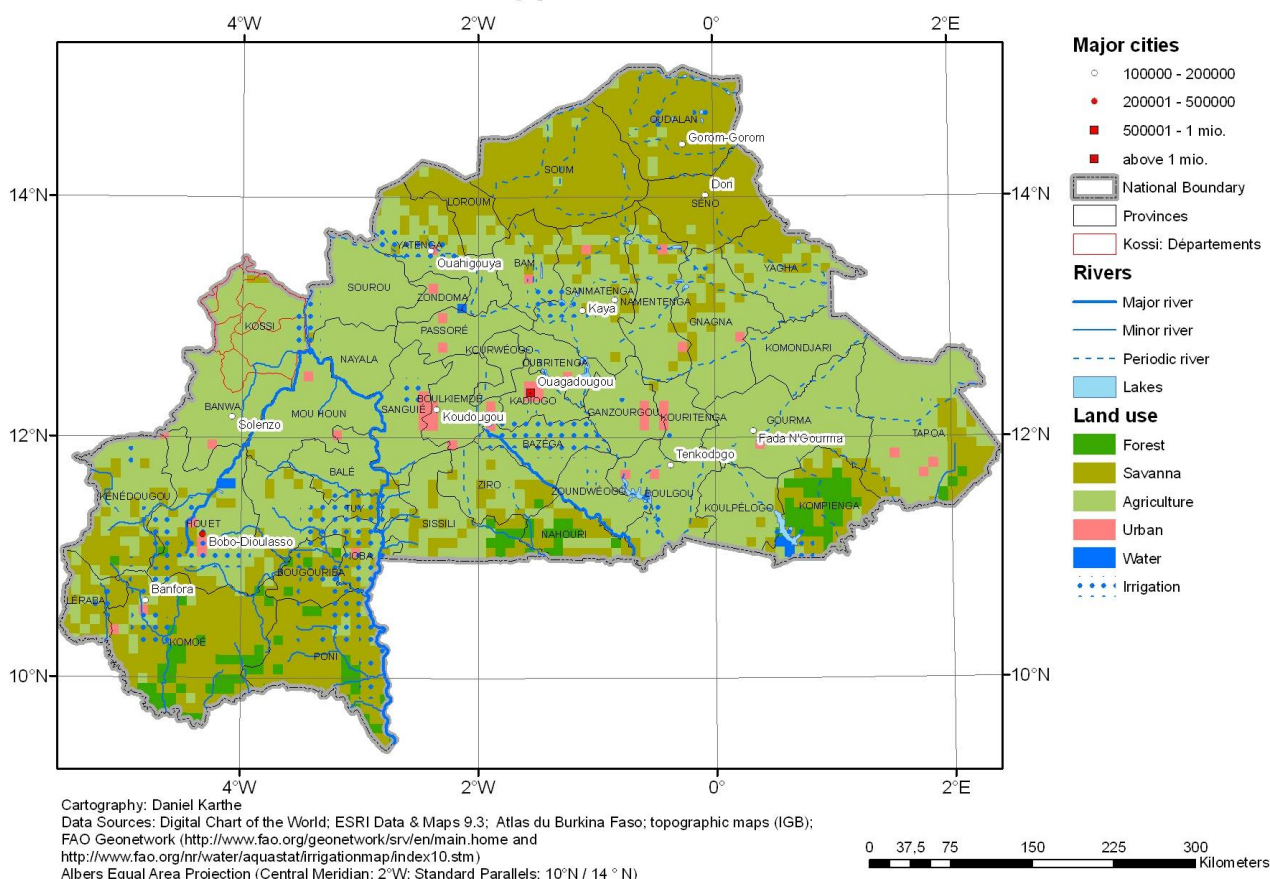 4°W
2°W
0°
2°E
14°N
12°N
10°N
14°N
12°N
10°N
4°W
2°W
0°
2°E
OUDALAN
Gorom-Gorom
SOUM
Dori
SÉNO
LOROUM
YATENGA
Ouahigouya
BAM
YAGHA
SOUROU
ZONDOMA
SANMATENGA
NAMENTENGA
Kaya
GNAGNA
KOSSI
PASSORÉ
KOURWÉOGO
KOMONDJARI
NAYALA
OUBRITENGA
Ouagadougou
BOULKIEMDÉ
SANGUIÉ
KADIOGO
BANWA
MOU HOUN
Koudougou
GANZOURGOU
KOURITENGA
GOURMA
Solenzo
BAZÉGA
Fada N'Gourma
TAPOA
Tenkodogo
BALÉ
KÉNÉDOUGOU
ZIRO
ZOUNDWÉOGO
BOULGOU
KOULPÉLOGO
KOMPIENGA
TUY
HOUET
SISSILI
NAHOURI
Bobo-Dioulasso
IOBA
BOUGOURIBA
Banfora
LÉRABA
KOMOÉ
PONI
Major cities
100000 - 200000
200001 - 500000
500001 - 1 mio.
above 1 mio.
National Boundary
Provinces
Kossi: Départements
Rivers
Major river
Minor river
Periodic river
Lakes
Land use
Forest
Savanna
Agriculture
Urban
Water
Irrigation
Cartography: Daniel Karthe
Data Sources: Digital Chart of the World; ESRI Data & Maps 9.3; Atlas du Burkina Faso; topographic maps (IGB);
FAO Geonetwork (http://www.fao.org/geonetwork/srv/en/main.home and
http://www.fao.org/nr/water/aquastat/irrigationmap/index10.stm)
Albers Equal Area Projection (Central Meridian: 2°W; Standard Parallels: 10°N / 14 ° N)
0 37,5 75 150 225 300
Kilometers